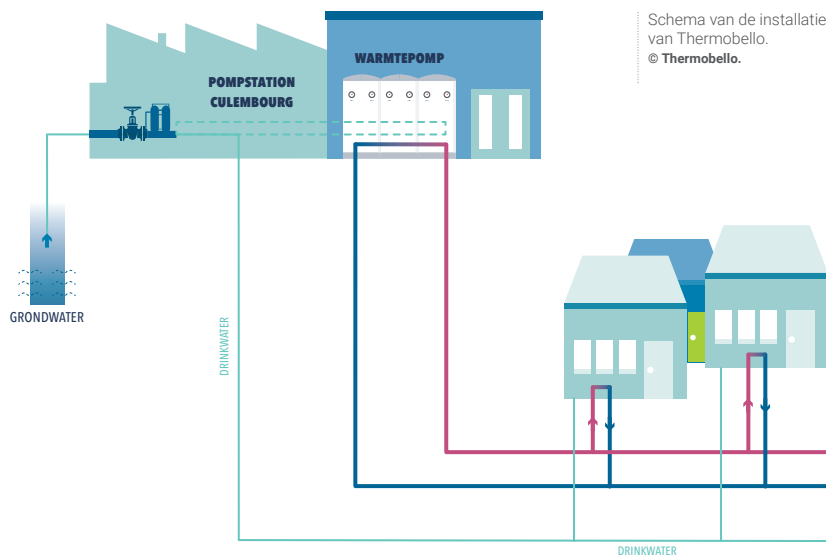 Schema van de installatie
van Thermobello.
© Thermobello.
WARMTEPOMP
POMPSTATION
CULEMBOURG
GRONDWATER
DRINKWATER
DRINKWATER